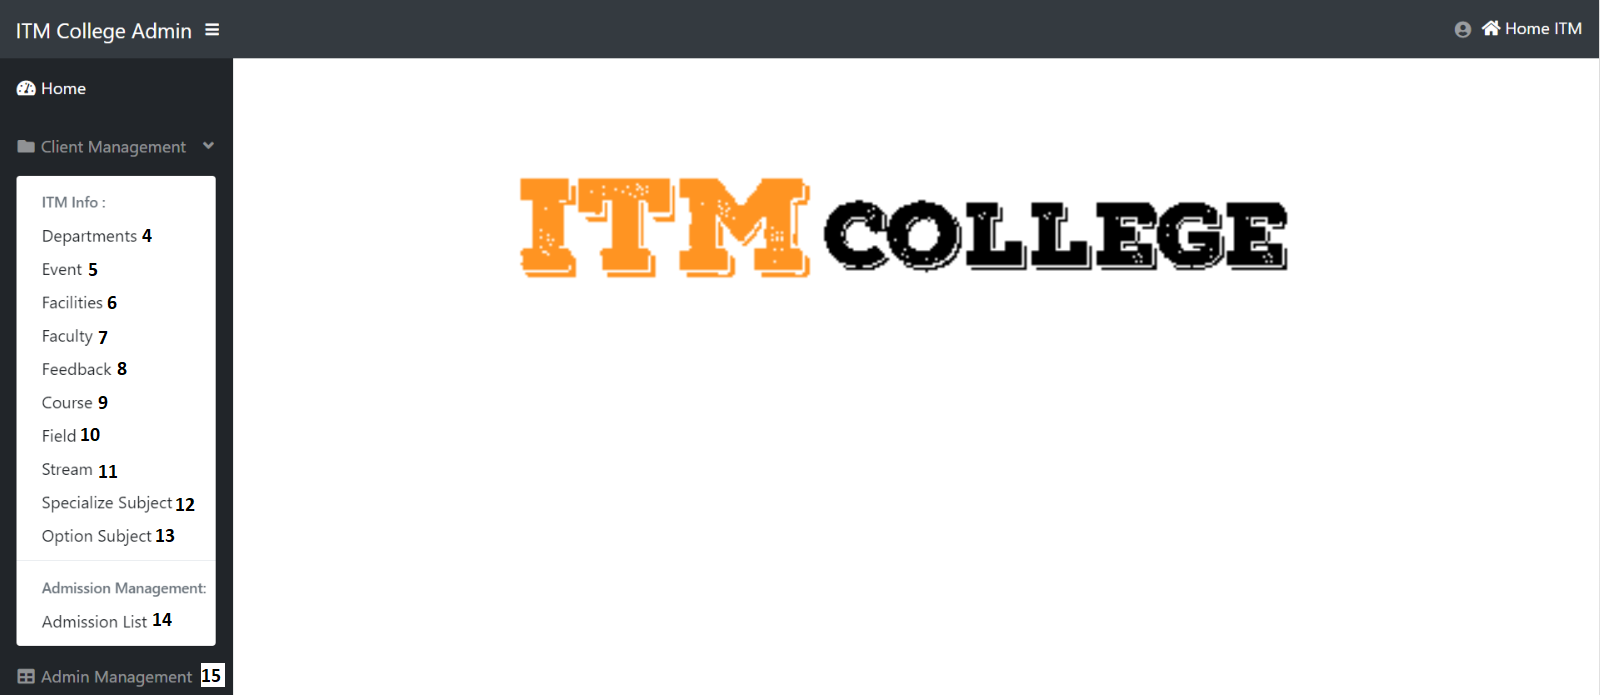 ITM College Admin
Home ITM
Home
Client Management
ITM Info :
Departments 4
Event 5
Facilities 6
Faculty 7
Feedback 8
Course 9
Field 10
Stream 11
Specialize Subject 12
Option Subject 13
Admission Management:
Admission List 14
Admin Management 15
ITM COLLEGE